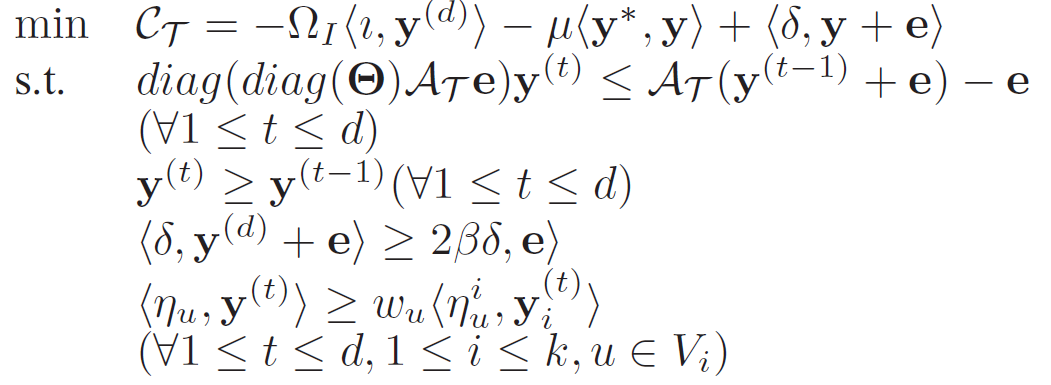 min 𝒞_𝒯 = −Ω_I⟨ı, y^(d)⟩ − μ⟨y*, y⟩ + ⟨δ, y + e⟩
s.t. diag(diag(Θ)𝒜_𝒯e)y^(t) ≤ 𝒜_𝒯(y^(t−1) + e) − e
(∀1 ≤ t ≤ d)
y^(t) ≥ y^(t−1)(∀1 ≤ t ≤ d)
⟨δ, y^(d) + e⟩ ≥ 2βδ, e⟩
⟨η_u, y^(t)⟩ ≥ w_u⟨η_u^i, y_i^(t)⟩
(∀1 ≤ t ≤ d, 1 ≤ i ≤ k, u ∈ V_i)